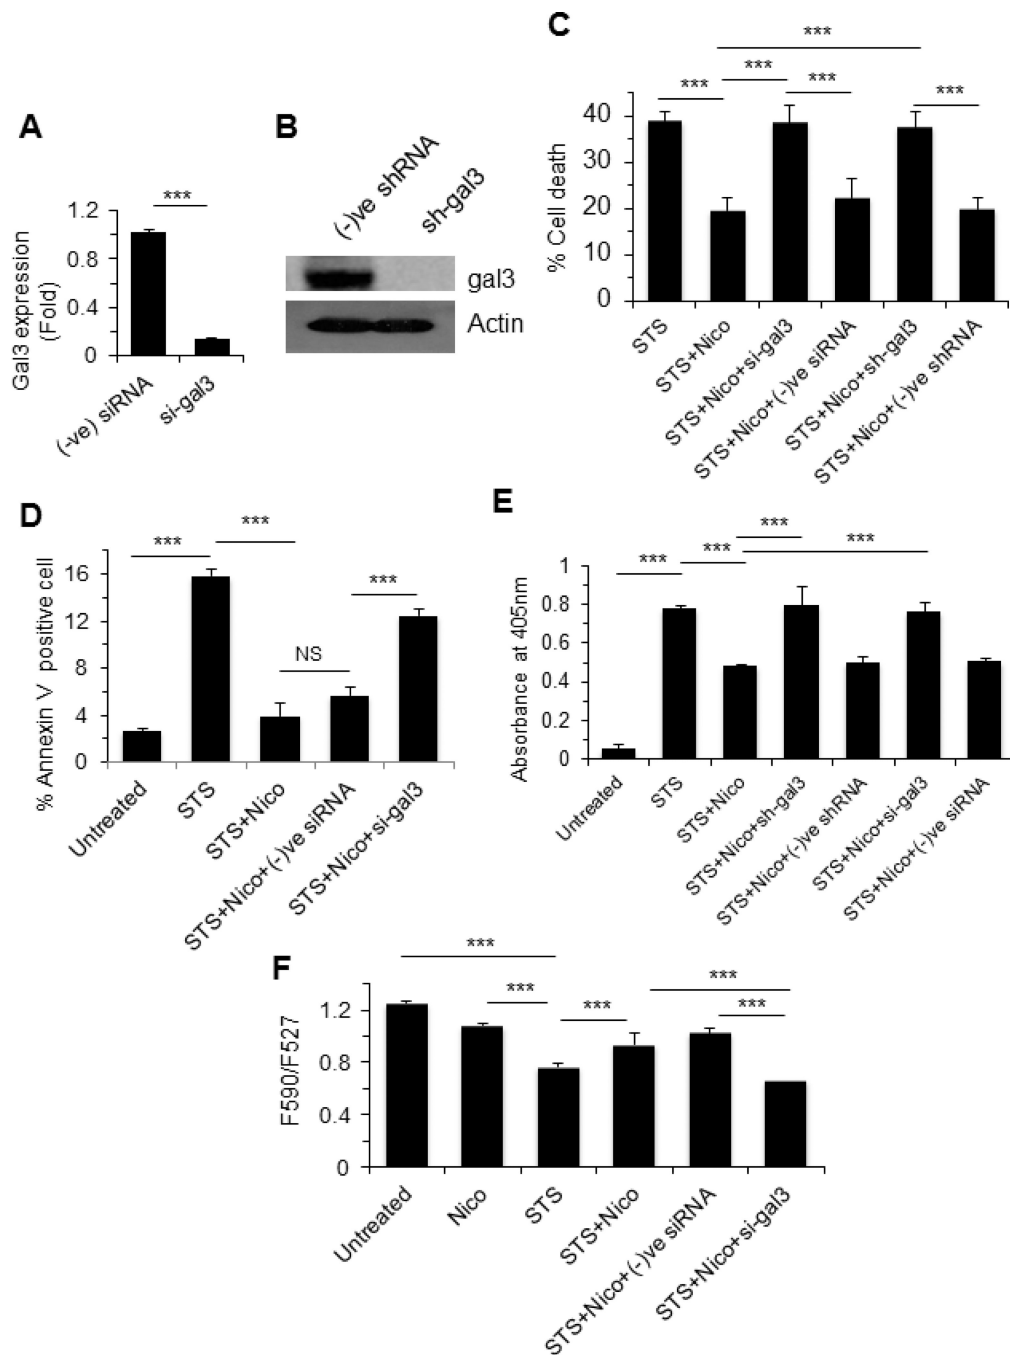 A
***
Gal3 expression
(Fold)
1.2
0.8
0.4
0
(-ve) siRNA
si-gal3
B
(-)ve shRNA
sh-gal3
gal3
Actin
C
***
***
***
***
***
% Cell death
40
30
20
10
0
STS
STS+Nico
STS+Nico+si-gal3
STS+Nico+(-)ve siRNA
STS+Nico+sh-gal3
STS+Nico+(-)ve shRNA
D
***
***
***
NS
% Annexin V positive cell
16
12
8
4
0
Untreated
STS
STS+Nico
STS+Nico+(-)ve siRNA
STS+Nico+si-gal3
E
***
***
***
***
Absorbance at 405nm
1
0.8
0.6
0.4
0.2
0
Untreated
STS
STS+Nico
STS+Nico+sh-gal3
STS+Nico+(-)ve shRNA
STS+Nico+si-gal3
STS+Nico+(-)ve siRNA
F
***
***
***
***
***
F590/F527
1.2
0.8
0.4
0
Untreated
Nico
STS
STS+Nico
STS+Nico+(-)ve siRNA
STS+Nico+si-gal3